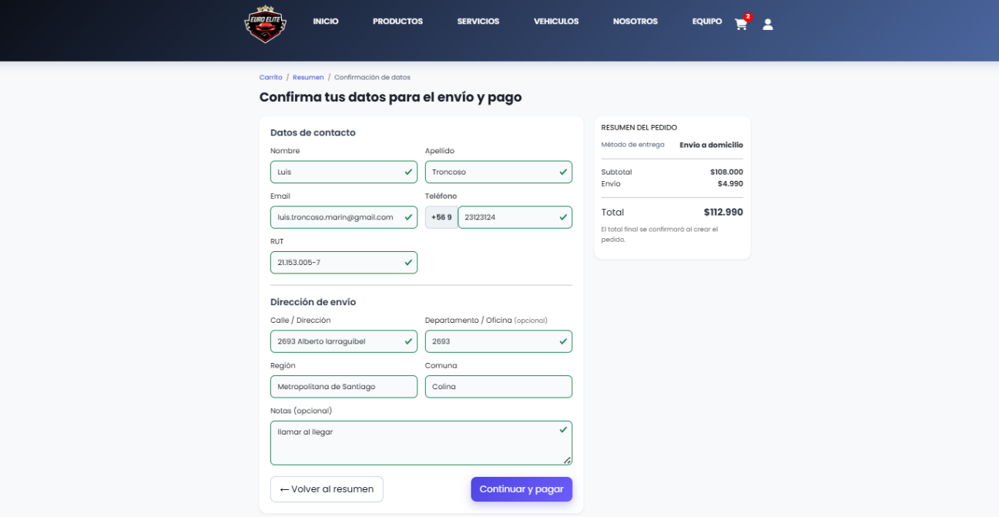 EURO ELITE
INICIO PRODUCTOS SERVICIOS VEHICULOS NOSOTROS EQUIPO 2
Carrito / Resumen / Confirmación de datos
Confirma tus datos para el envío y pago
Datos de contacto
Nombre Apellido
Luis Troncoso
Email Teléfono
luis.troncoso.marin@gmail.com +56 9 23123124
RUT
21.153.005-7
Dirección de envío
Calle / Dirección Departamento / Oficina (opcional)
2693 Alberto Iarraguibel 2693
Región Comuna
Metropolitana de Santiago Colina
Notas (opcional)
llamar al llegar
← Volver al resumen Continuar y pagar
RESUMEN DEL PEDIDO
Método de entrega Envío a domicilio
Subtotal $108.000
Envío $4.990
Total $112.990
El total final se confirmará al crear el
pedido.